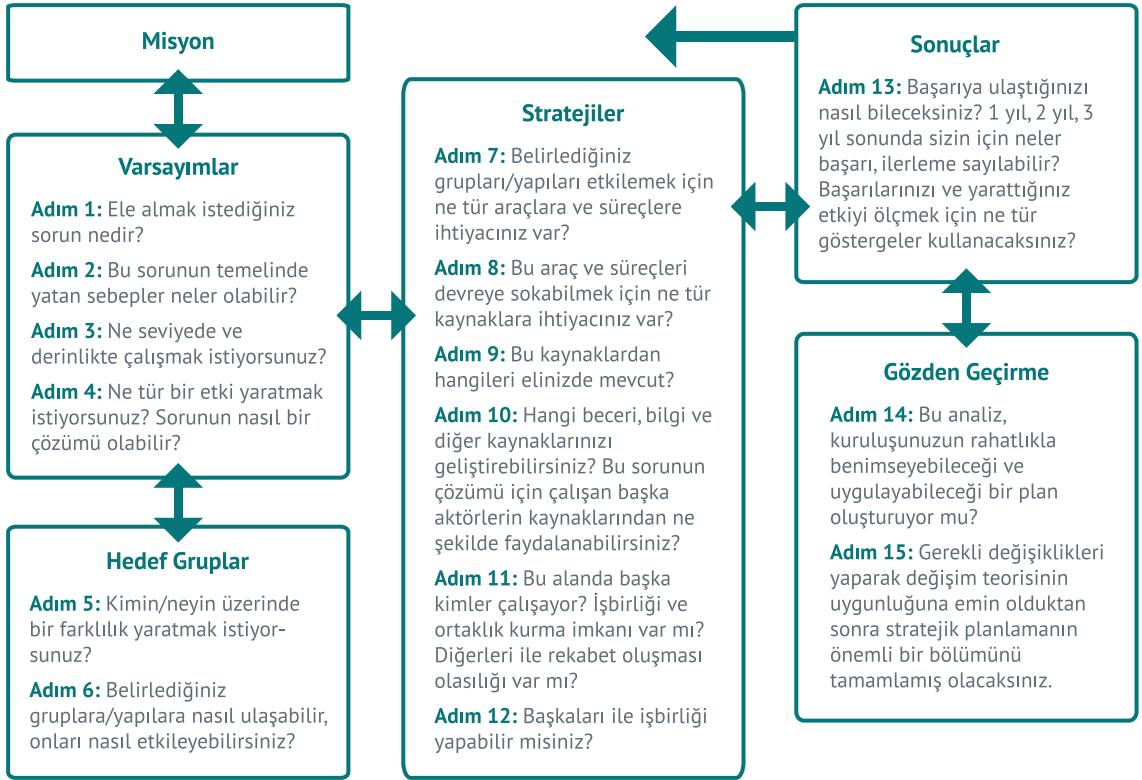 Misyon
Varsayımlar
Adım 1: Ele almak istediğiniz
sorun nedir?
Adım 2: Bu sorunun temelinde
yatan sebepler neler olabilir?
Adım 3: Ne seviyede ve
derinlikte çalışmak istiyorsunuz?
Adım 4: Ne tür bir etki yaratmak
istiyorsunuz? Sorunun nasıl bir
çözümü olabilir?
Hedef Gruplar
Adım 5: Kimin/neyin üzerinde
bir farklılık yaratmak istiyor-
sunuz?
Adım 6: Belirlediğiniz
gruplara/yapılara nasıl ulaşabilir,
onları nasıl etkileyebilirsiniz?
Stratejiler
Adım 7: Belirlediğiniz
grupları/yapıları etkilemek için
ne tür araçlara ve süreçlere
ihtiyacınız var?
Adım 8: Bu araç ve süreçleri
devreye sokabilmek için ne tür
kaynaklara ihtiyacınız var?
Adım 9: Bu kaynaklardan
hangileri elinizde mevcut?
Adım 10: Hangi beceri, bilgi ve
diğer kaynaklarınızı
geliştirebilirsiniz? Bu sorunun
çözümü için çalışan başka
aktörlerin kaynaklarından ne
şekilde faydalanabilirsiniz?
Adım 11: Bu alanda başka
kimler çalışayor? İşbirliği ve
ortaklık kurma imkanı var mı?
Diğerleri ile rekabet oluşması
olasılığı var mı?
Adım 12: Başkaları ile işbirliği
yapabilir misiniz?
Sonuçlar
Adım 13: Başarıya ulaştığınızı
nasıl bileceksiniz? 1 yıl, 2 yıl, 3
yıl sonunda sizin için neler
başarı, ilerleme sayılabilir?
Başarılarınızı ve yarattığınız
etkiyi ölçmek için ne tür
göstergeler kullanacaksınız?
Gözden Geçirme
Adım 14: Bu analiz,
kuruluşunuzun rahatlıkla
benimseyebileceği ve
uygulayabileceği bir plan
oluşturuyor mu?
Adım 15: Gerekli değişiklikleri
yaparak değişim teorisinin
uygunluğuna emin olduktan
sonra stratejik planlamanın
önemli bir bölümünü
tamamlamış olacaksınız.